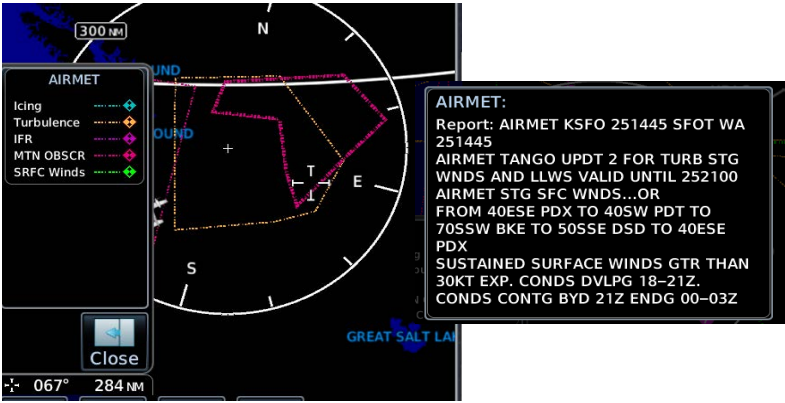 300 NM
N
UND
AIRMET
Icing
Turbulence
IFR
MTN OBSCR
SRFC Winds
OUND
T
E
S
GREAT SALT LAK
Close
067° 284 NM
AIRMET:
Report: AIRMET KSFO 251445 SFOT WA
251445
AIRMET TANGO UPDT 2 FOR TURB STG
WNDS AND LLWS VALID UNTIL 252100
AIRMET STG SFC WNDS...OR
FROM 40ESE PDX TO 40SW PDT TO
70SSW BKE TO 50SSE DSD TO 40ESE
PDX
SUSTAINED SURFACE WINDS GTR THAN
30KT EXP. CONDS DVLPG 18–21Z.
CONDS CONTG BYD 21Z ENDG 00–03Z